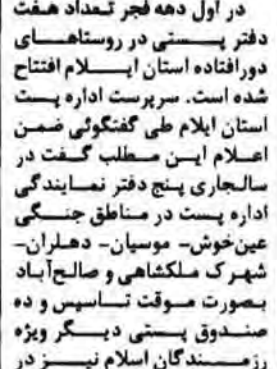 در اول دهه فجر تعداد هفت
دفتر پستی در روستاهای
دورافتاده استان ایلام افتتاح
شده است. سرپرست اداره پست
استان ایلام طی گفتگوئی ضمن
اعلام این مطلب گفت در
سالجاری پنج دفتر نمایندگی
اداره پست در مناطق جنگی
عین‌خوش- موسیان- دهلران-
شهرک ملکشاهی و صالح‌آباد
بصورت موقت تاسیس و ده
صندوق پستی دیگر ویژه
رزمندگان اسلام نیز در